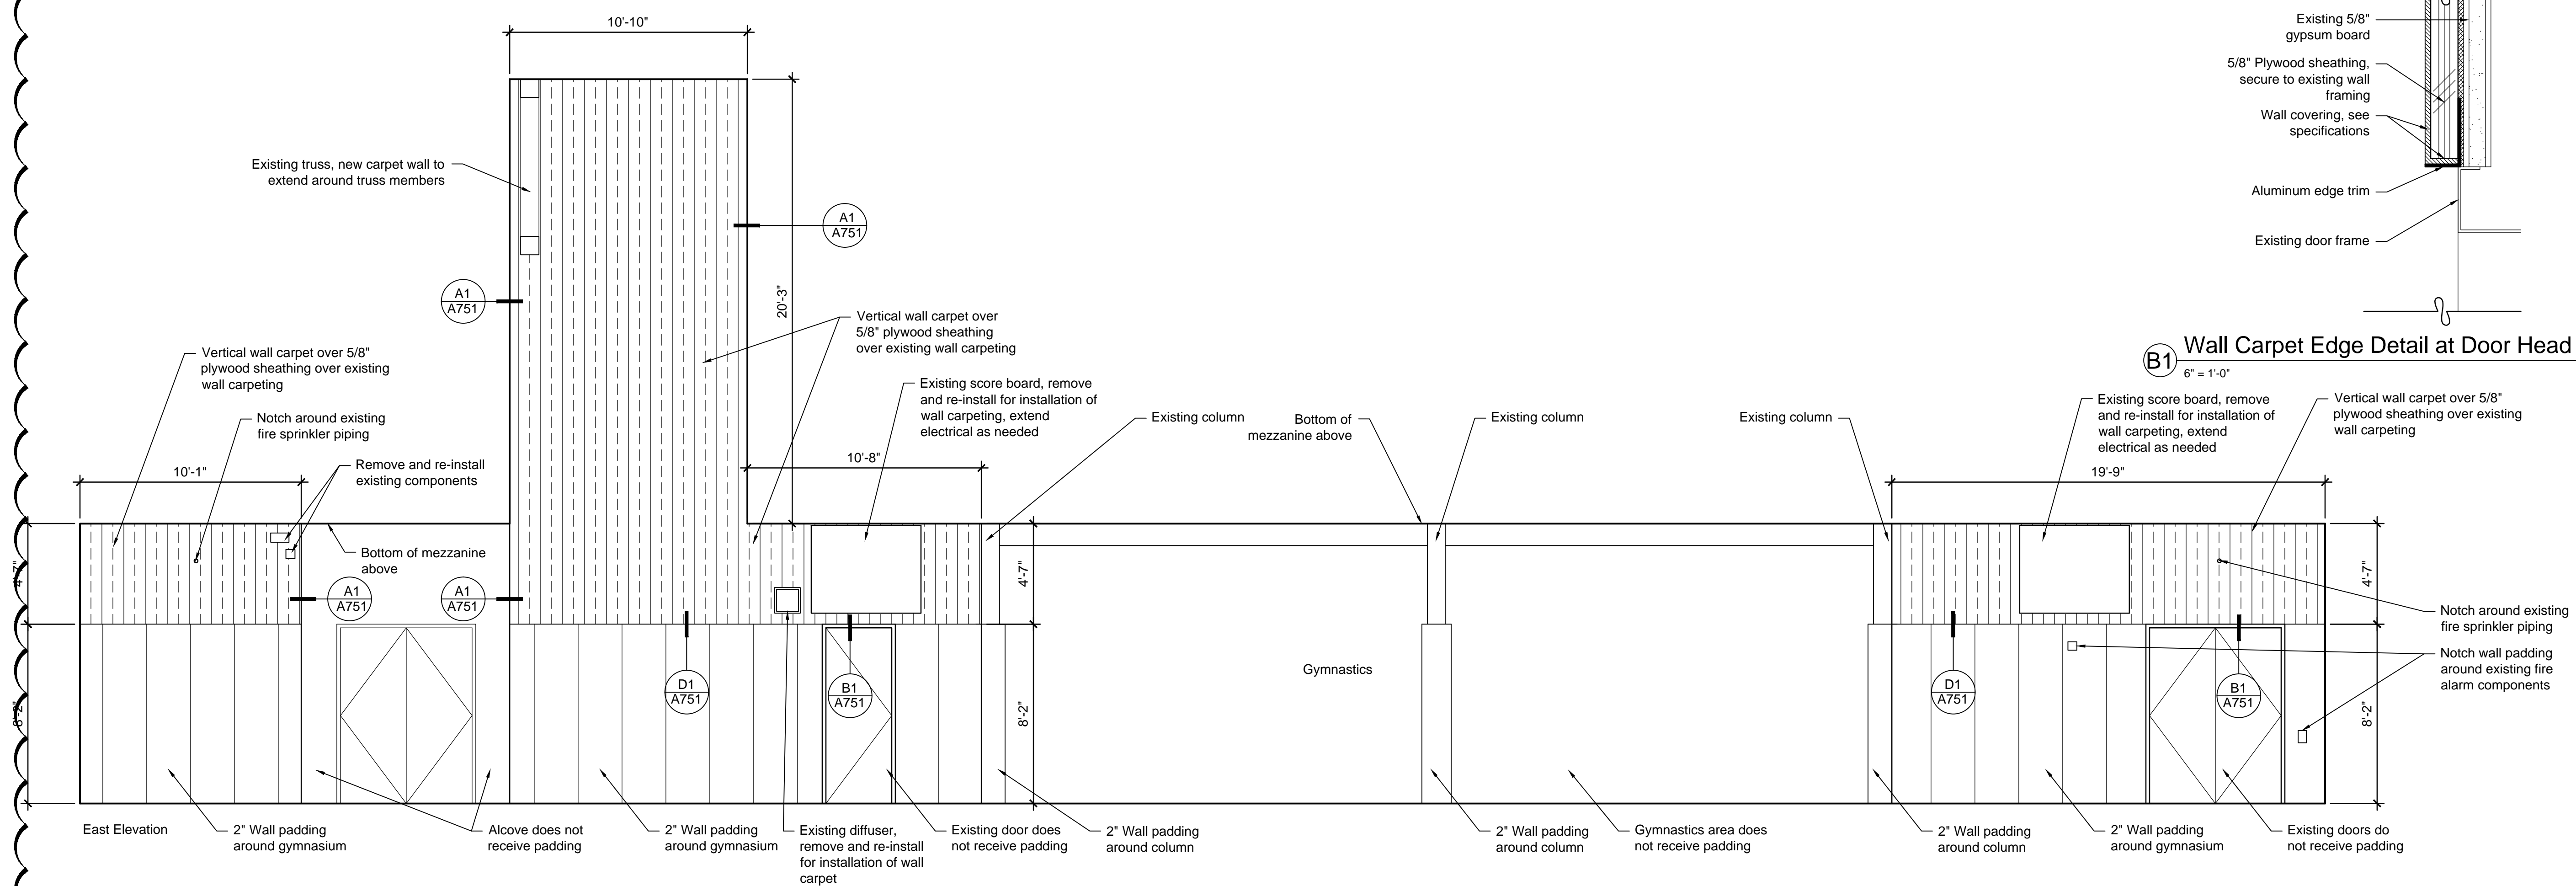 10'-10"
Existing 5/8"
gypsum board
5/8" Plywood sheathing,
secure to existing wall
framing
Wall covering, see
specifications
Aluminum edge trim
Existing door frame
B1
Wall Carpet Edge Detail at Door Head
6" = 1'-0"
Existing truss, new carpet wall to
extend around truss members
A1
A751
A1
A751
20'-3"
Vertical wall carpet over
5/8" plywood sheathing
over existing wall carpeting
Vertical wall carpet over 5/8"
plywood sheathing over existing
wall carpeting
Notch around existing
fire sprinkler piping
Remove and re-install
existing components
Existing score board, remove
and re-install for installation of
wall carpeting, extend
electrical as needed
Existing column
Bottom of
mezzanine above
Existing column
Existing column
Existing score board, remove
and re-install for installation of
wall carpeting, extend
electrical as needed
Vertical wall carpet over 5/8"
plywood sheathing over existing
wall carpeting
10'-1"
10'-8"
19'-9"
Bottom of mezzanine
above
4'-7"
A1
A751
A1
A751
4'-7"
4'-7"
Notch around existing
fire sprinkler piping
Notch wall padding
around existing fire
alarm components
8'-2"
D1
A751
B1
A751
8'-2"
Gymnastics
D1
A751
B1
A751
8'-2"
East Elevation
2" Wall padding
around gymnasium
Alcove does not
receive padding
2" Wall padding
around gymnasium
Existing diffuser,
remove and re-install
for installation of wall
carpet
Existing door does
not receive padding
2" Wall padding
around column
2" Wall padding
around column
Gymnastics area does
not receive padding
2" Wall padding
around column
2" Wall padding
around gymnasium
Existing doors do
not receive padding